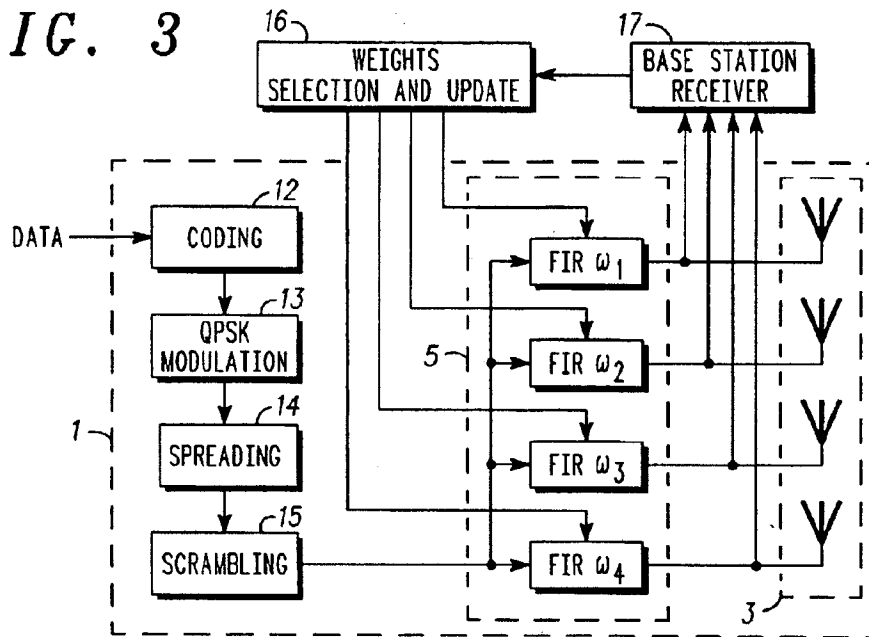 IG. 3
16
WEIGHTS
SELECTION AND UPDATE
17
BASE STATION
RECEIVER
DATA
12
CODING
13
QPSK
MODULATION
14
SPREADING
15
SCRAMBLING
1
5
FIR ω1
FIR ω2
FIR ω3
FIR ω4
3